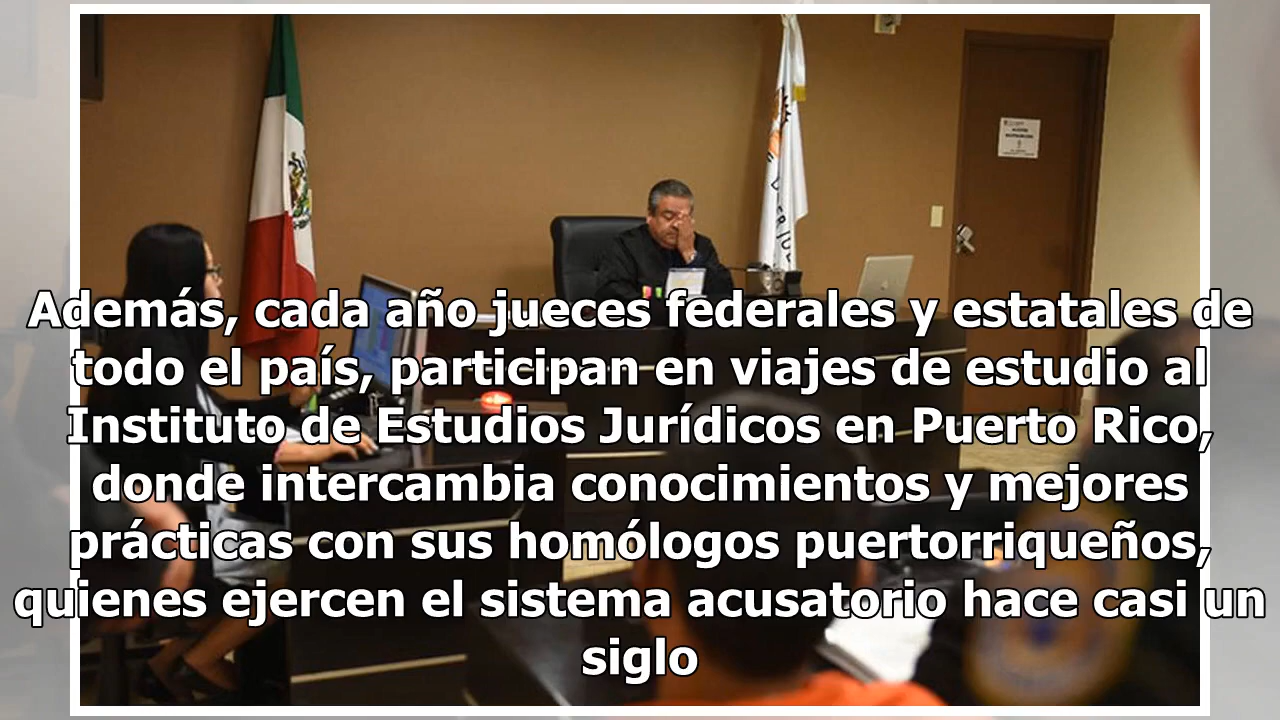 Además, cada año jueces federales y estatales de
todo el país, participan en viajes de estudio al
Instituto de Estudios Jurídicos en Puerto Rico,
donde intercambia conocimientos y mejores
prácticas con sus homólogos puertorriqueños,
quienes ejercen el sistema acusatorio hace casi un
siglo